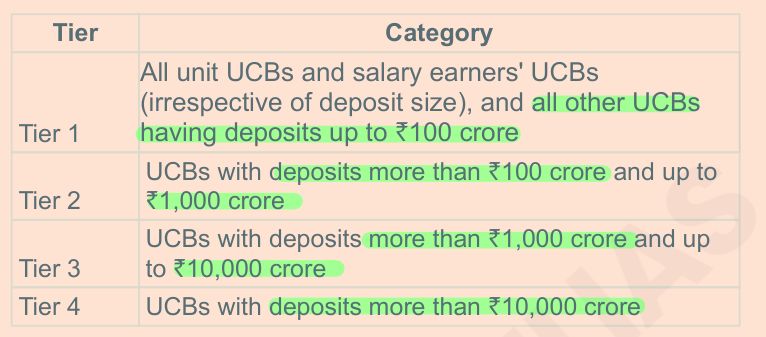 Tier Category
All unit UCBs and salary earners' UCBs
(irrespective of deposit size), and all other UCBs
Tier 1 having deposits up to ₹100 crore
UCBs with deposits more than ₹100 crore and up to
Tier 2 ₹1,000 crore
UCBs with deposits more than ₹1,000 crore and up
Tier 3 to ₹10,000 crore
Tier 4 UCBs with deposits more than ₹10,000 crore